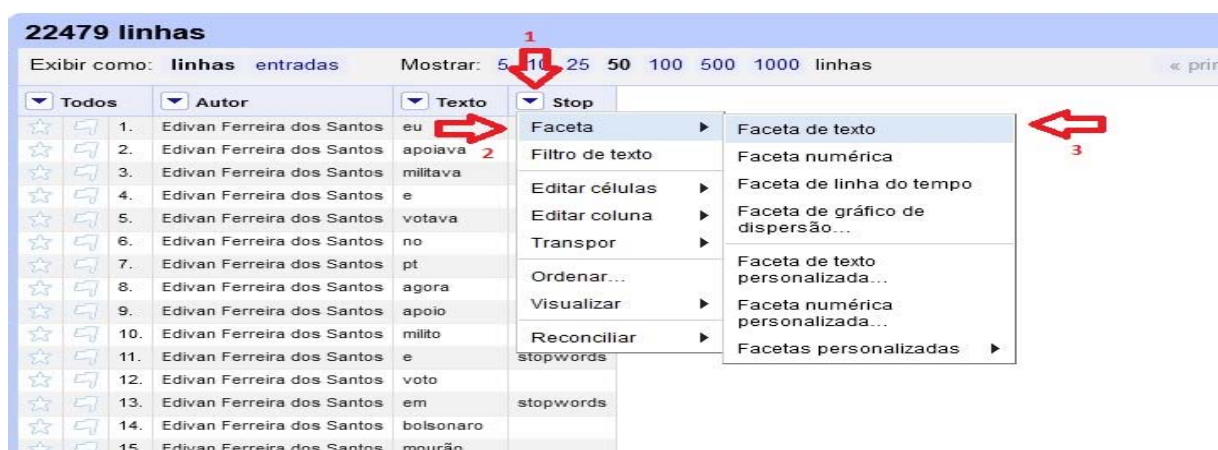 22479 linhas
1
Exibir como: linhas entradas Mostrar: 5 10 25 50 100 500 1000 linhas « prir
Todos Autor Texto Stop
1. Edivan Ferreira dos Santos eu
2. Edivan Ferreira dos Santos apoiava
3. Edivan Ferreira dos Santos militava
4. Edivan Ferreira dos Santos e
5. Edivan Ferreira dos Santos votava
6. Edivan Ferreira dos Santos no
7. Edivan Ferreira dos Santos pt
8. Edivan Ferreira dos Santos agora
9. Edivan Ferreira dos Santos apoio
10. Edivan Ferreira dos Santos milito
11. Edivan Ferreira dos Santos e stopwords
12. Edivan Ferreira dos Santos voto
13. Edivan Ferreira dos Santos em stopwords
14. Edivan Ferreira dos Santos bolsonaro
15. Edivan Ferreira dos Santos mourão
2
Faceta
Filtro de texto
Editar células
Editar coluna
Transpor
Ordenar...
Visualizar
Reconciliar
Faceta de texto
3
Faceta numérica
Faceta de linha do tempo
Faceta de gráfico de
dispersão...
Faceta de texto
personalizada...
Faceta numérica
personalizada...
Facetas personalizadas